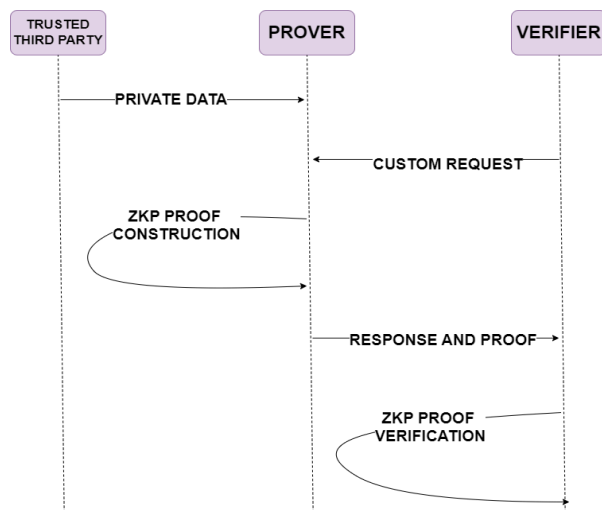 TRUSTED
THIRD PARTY
PROVER
VERIFIER
PRIVATE DATA
CUSTOM REQUEST
ZKP PROOF
CONSTRUCTION
RESPONSE AND PROOF
ZKP PROOF
VERIFICATION